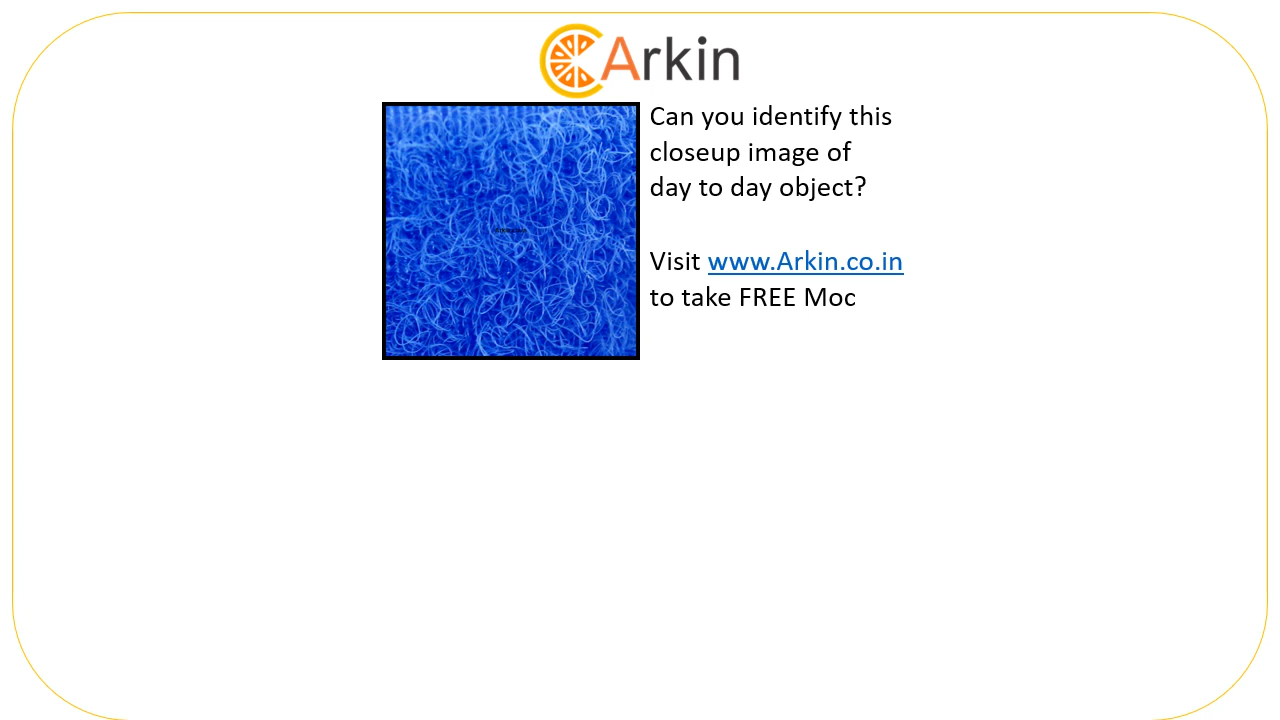 Arkin
Can you identify this
closeup image of
day to day object?
Visit www.Arkin.co.in
to take FREE Moc